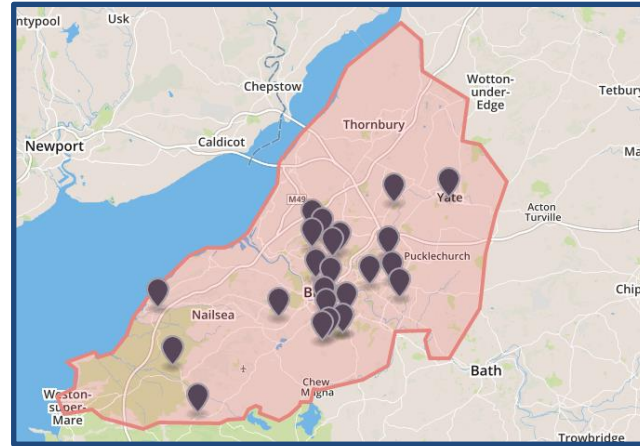 ntypool
Usk
Wotton-
under-
Edge
Tetbury
Chepstow
Thornbury
Newport
Caldicot
M49
Yate
Acton
Turville
Pucklechurch
B
Chip
Nailsea
Bath
Weston-
super-
Mare
Chew
Magna
Trowbridge